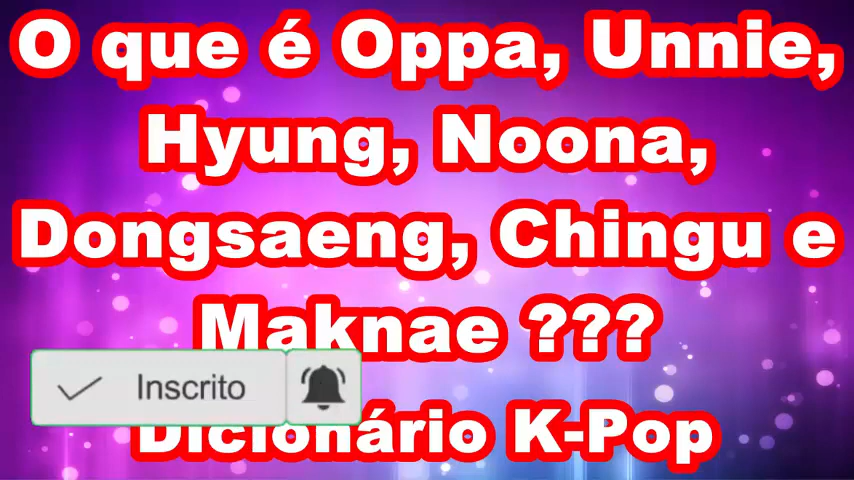 O que é Oppa, Unnie,
Hyung, Noona,
Dongsaeng, Chingu e
Maknae ???
Inscrito
Dicionário K-Pop